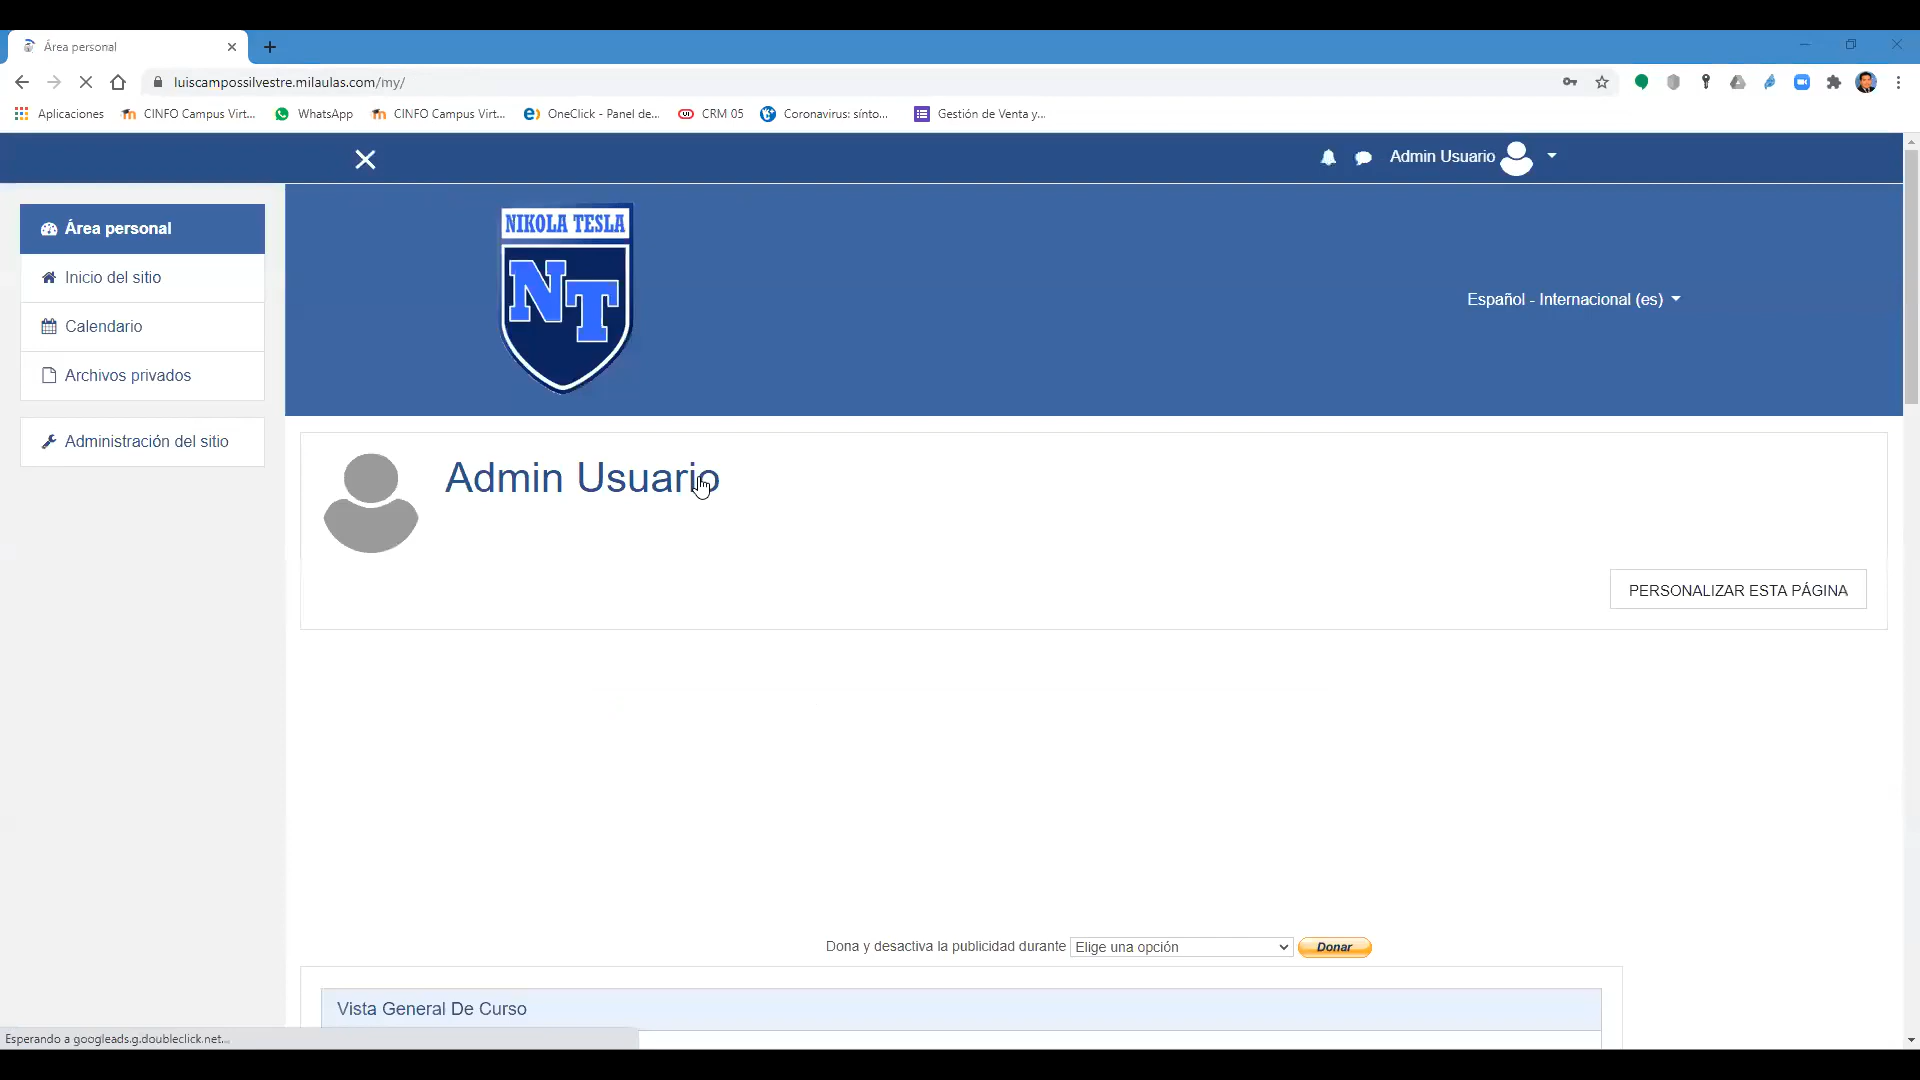 Área personal
luiscampossilvestre.milaulas.com/my/
Aplicaciones
CINFO Campus Virt...
WhatsApp
CINFO Campus Virt...
OneClick - Panel de...
CRM 05
Coronavirus: sínto...
Gestión de Venta y...
Admin Usuario
Área personal
Inicio del sitio
Calendario
Archivos privados
Administración del sitio
NIKOLA TESLA
NT
Español - Internacional (es)
Admin Usuario
PERSONALIZAR ESTA PÁGINA
Dona y desactiva la publicidad durante Elige una opción Donar
Vista General De Curso
Esperando a googleads.g.doubleclick.net...